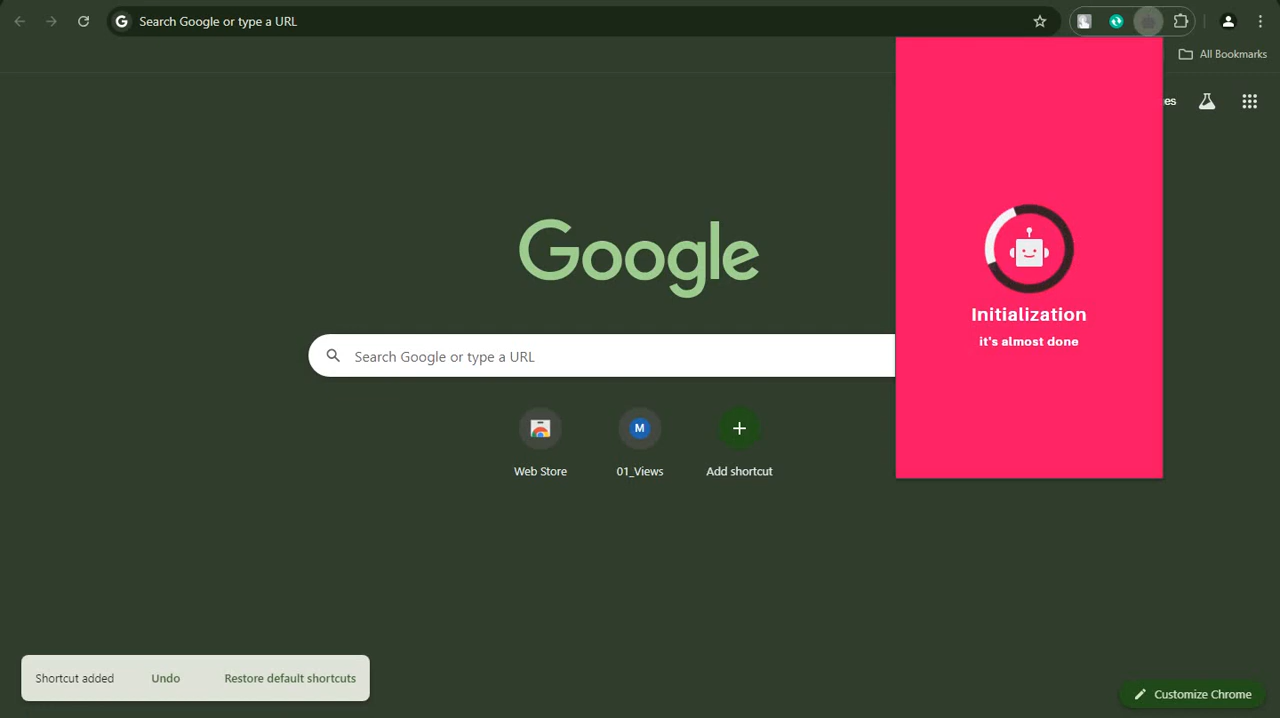 Search Google or type a URL
All Bookmarks
es
Google
Initialization
it's almost done
Search Google or type a URL
M
Web Store
01_Views
Add shortcut
Shortcut added
Undo
Restore default shortcuts
Customize Chrome